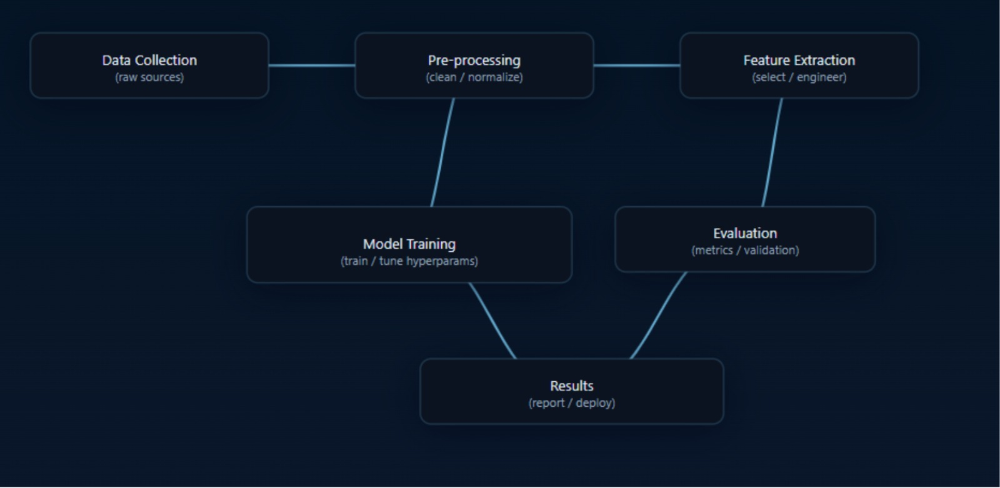 Data Collection
(raw sources)
Pre-processing
(clean / normalize)
Feature Extraction
(select / engineer)
Model Training
(train / tune hyperparams)
Evaluation
(metrics / validation)
Results
(report / deploy)